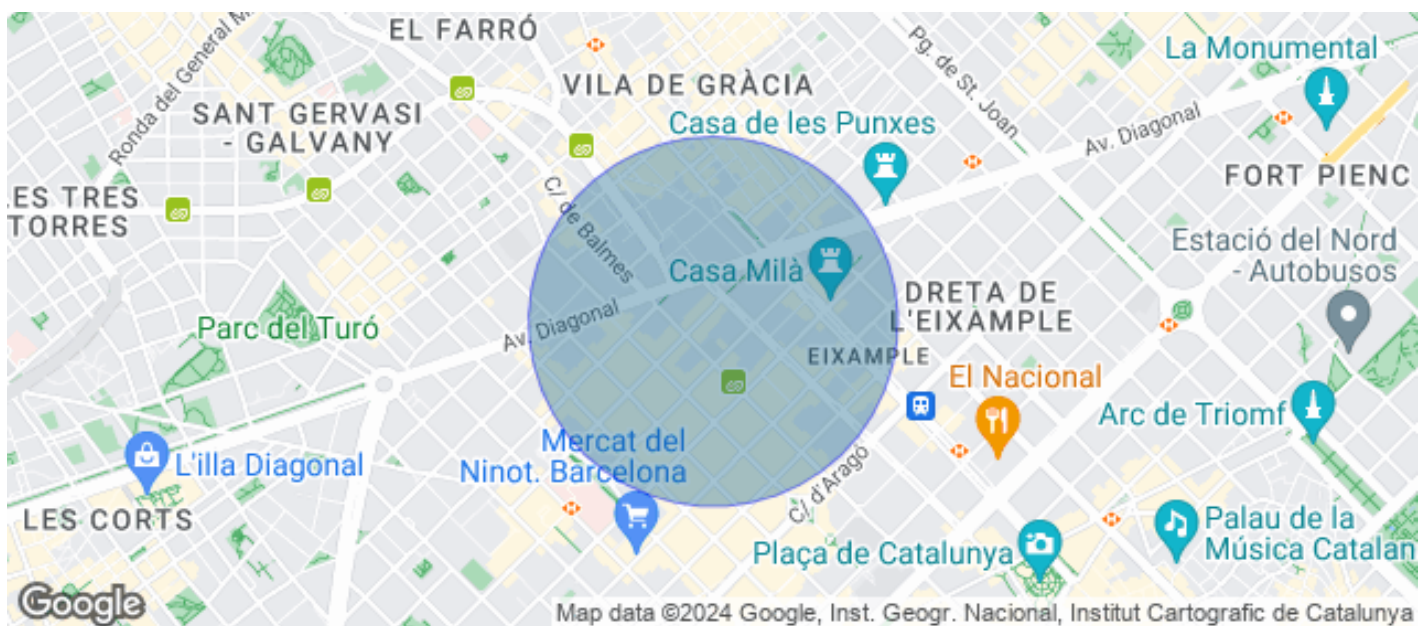 EL FARRÓ
Ronda del General M
VILA DE GRÀCIA
Pg. de St. Joan
La Monumental
SANT GERVASI
- GALVANY
Casa de les Punxes
Av. Diagonal
FORT PIENC
ES TRES
TORRES
C/ de Balmes
Estació del Nord
- Autobusos
Casa Milà
DRETA DE
L'EIXAMPLE
Parc del Turó
Av. Diagonal
EIXAMPLE
El Nacional
Arc de Triomf
Mercat del
Ninot. Barcelona
L'illa Diagonal
C/ d'Aragó
LES CORTS
Plaça de Catalunya
Palau de la
Música Catalan
Google
Map data ©2024 Google, Inst. Geogr. Nacional, Institut Cartografic de Catalunya